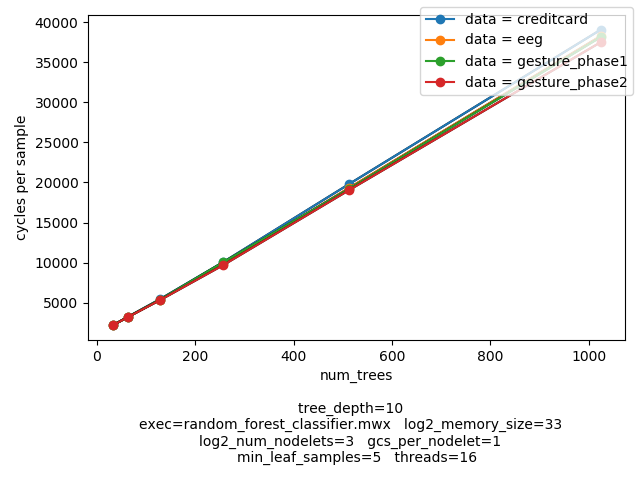 data = creditcard
data = eeg
data = gesture_phase1
data = gesture_phase2
40000
35000
30000
25000
20000
15000
10000
5000
cycles per sample
0 200 400 600 800 1000
num_trees
tree_depth=10
exec=random_forest_classifier.mwx log2_memory_size=33
log2_num_nodelets=3 gcs_per_nodelet=1
min_leaf_samples=5 threads=16